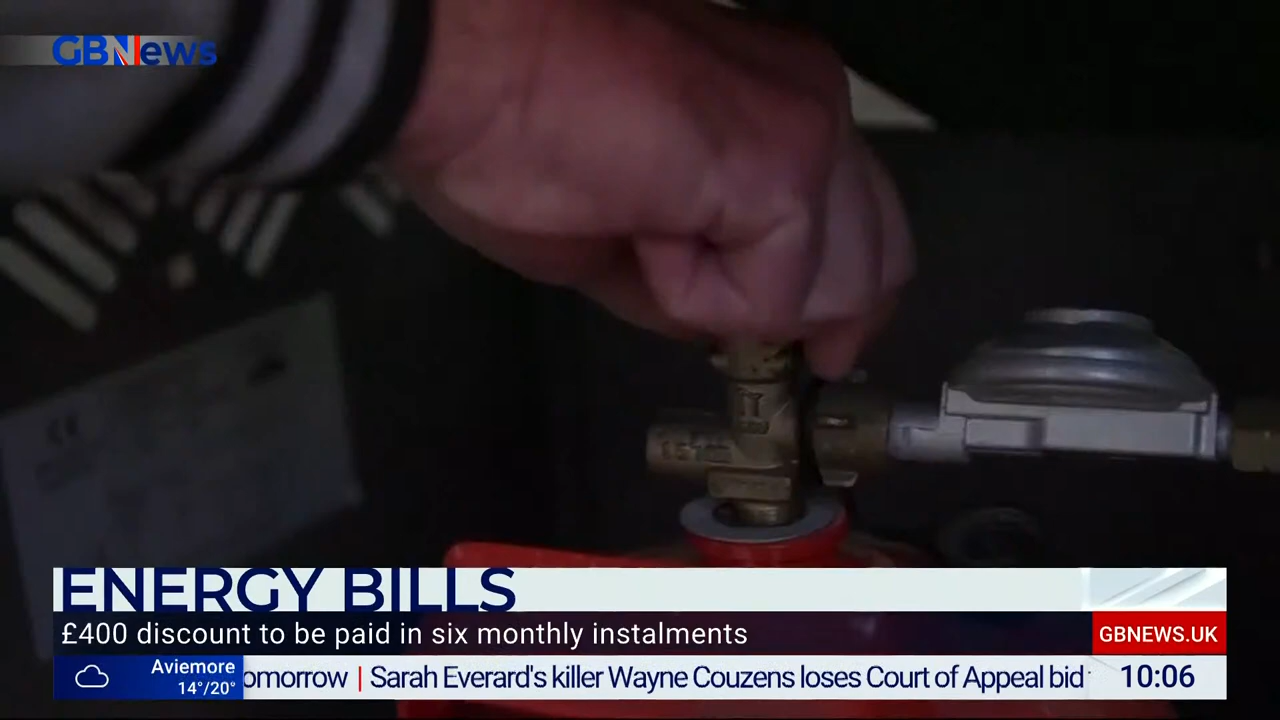 GBNews
ENERGY BILLS
£400 discount to be paid in six monthly instalments
GBNEWS.UK
Aviemore
14°/20°
omorrow | Sarah Everard's killer Wayne Couzens loses Court of Appeal bid
10:06